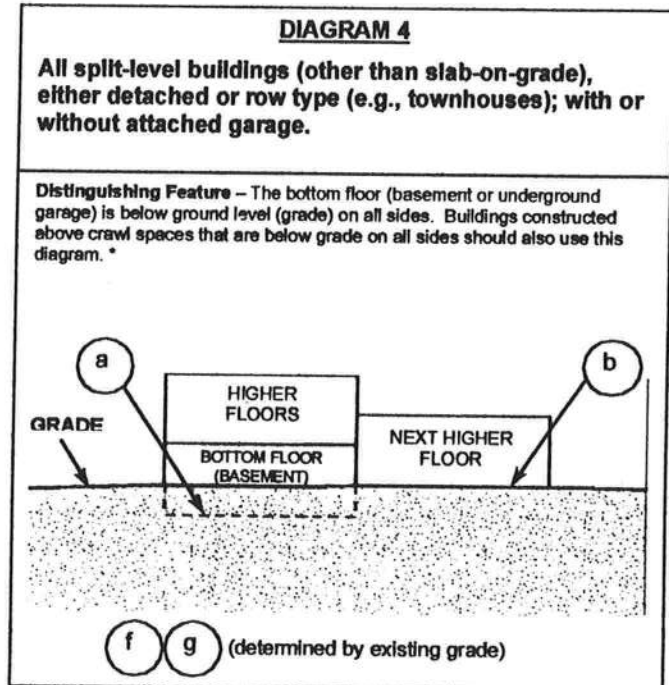 DIAGRAM 4
All split-level buildings (other than slab-on-grade),
either detached or row type (e.g., townhouses); with or
without attached garage.
Distinguishing Feature – The bottom floor (basement or underground
garage) is below ground level (grade) on all sides. Buildings constructed
above crawl spaces that are below grade on all sides should also use this
diagram. *
a
b
HIGHER
FLOORS
GRADE
NEXT HIGHER
FLOOR
BOTTOM FLOOR
(BASEMENT)
f g (determined by existing grade)